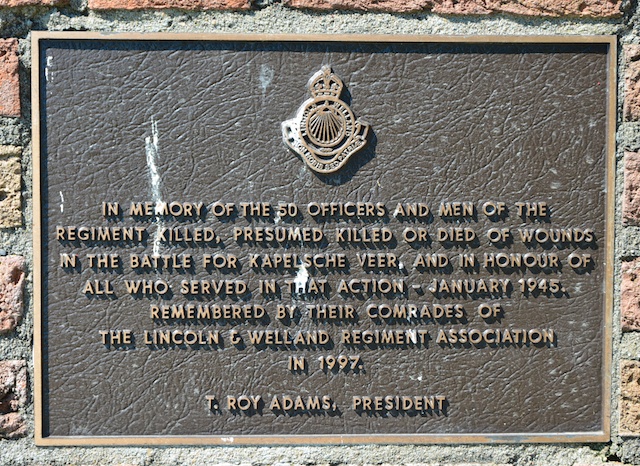 IN MEMORY OF THE 50 OFFICERS AND MEN OF THE
REGIMENT KILLED, PRESUMED KILLED OR DIED OF WOUNDS
IN THE BATTLE FOR KAPELSCHE VEER, AND IN HONOUR OF
ALL WHO SERVED IN THAT ACTION - JANUARY 1945.
REMEMBERED BY THEIR COMRADES OF
THE LINCOLN & WELLAND REGIMENT ASSOCIATION
IN 1997.
T. ROY ADAMS, PRESIDENT